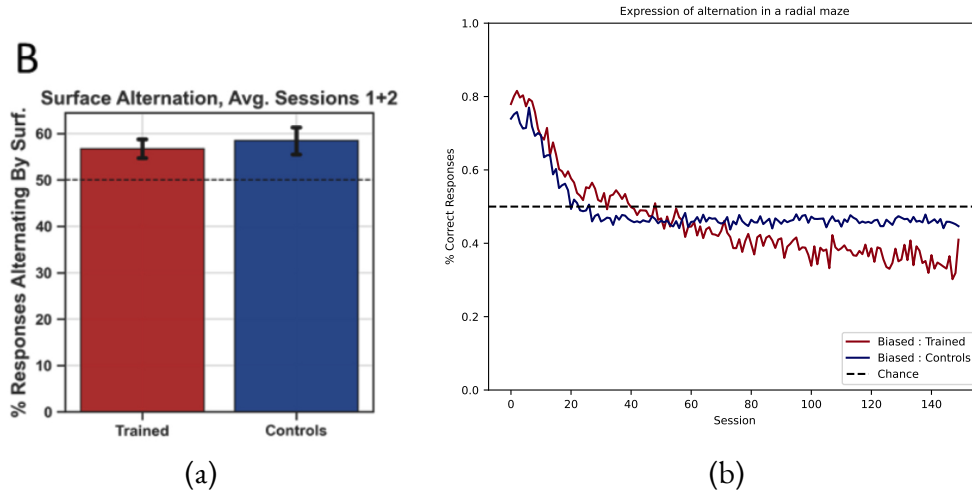 B
Surface Alternation, Avg. Sessions 1+2
% Responses Alternating By Surf.
60
50
40
30
20
10
0
Trained
Controls
(a)
Expression of alternation in a radial maze
% Correct Responses
1.0
0.8
0.6
0.4
0.2
0.0
0
20
40
60
80
100
120
140
Session
Biased : Trained
Biased : Controls
Chance
(b)